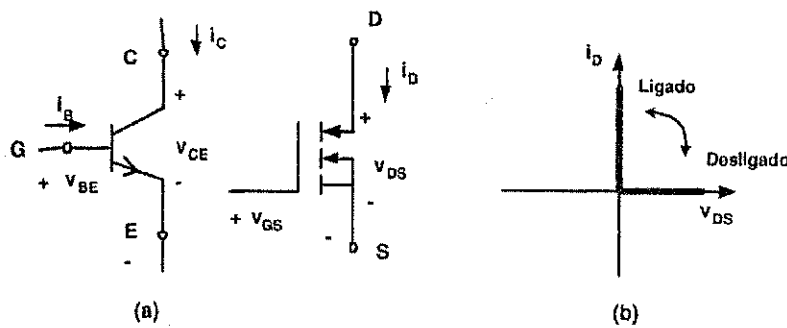 C
i_C
D
i_D
+
i_B
G
+ v_BE -
v_CE
-
E
-
+
v_DS
-
+ v_GS -
S
(a)
i_D
Ligado
Desligado
v_DS
(b)